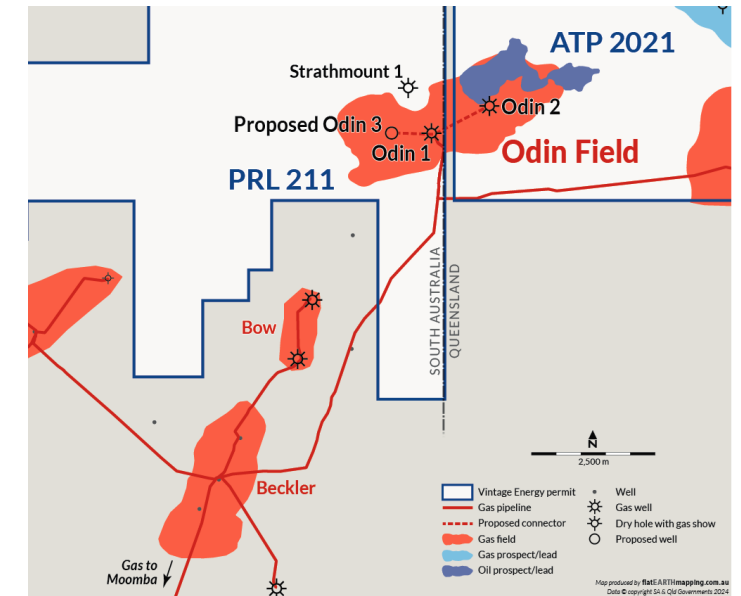 ATP 2021
Strathmount 1
Odin 2
Proposed Odin 3
Odin 1
Odin Field
PRL 211
SOUTH AUSTRALIA
QUEENSLAND
Bow
Beckler
Gas to
Moomba
N
2,500 m
Vintage Energy permit
Gas pipeline
Proposed connector
Gas field
Gas prospect/lead
Oil prospect/lead
Well
Gas well
Dry hole with gas show
Proposed well
Map produced by flatEARTHmapping.com.au
Data © copyright SA & Qld Governments 2024